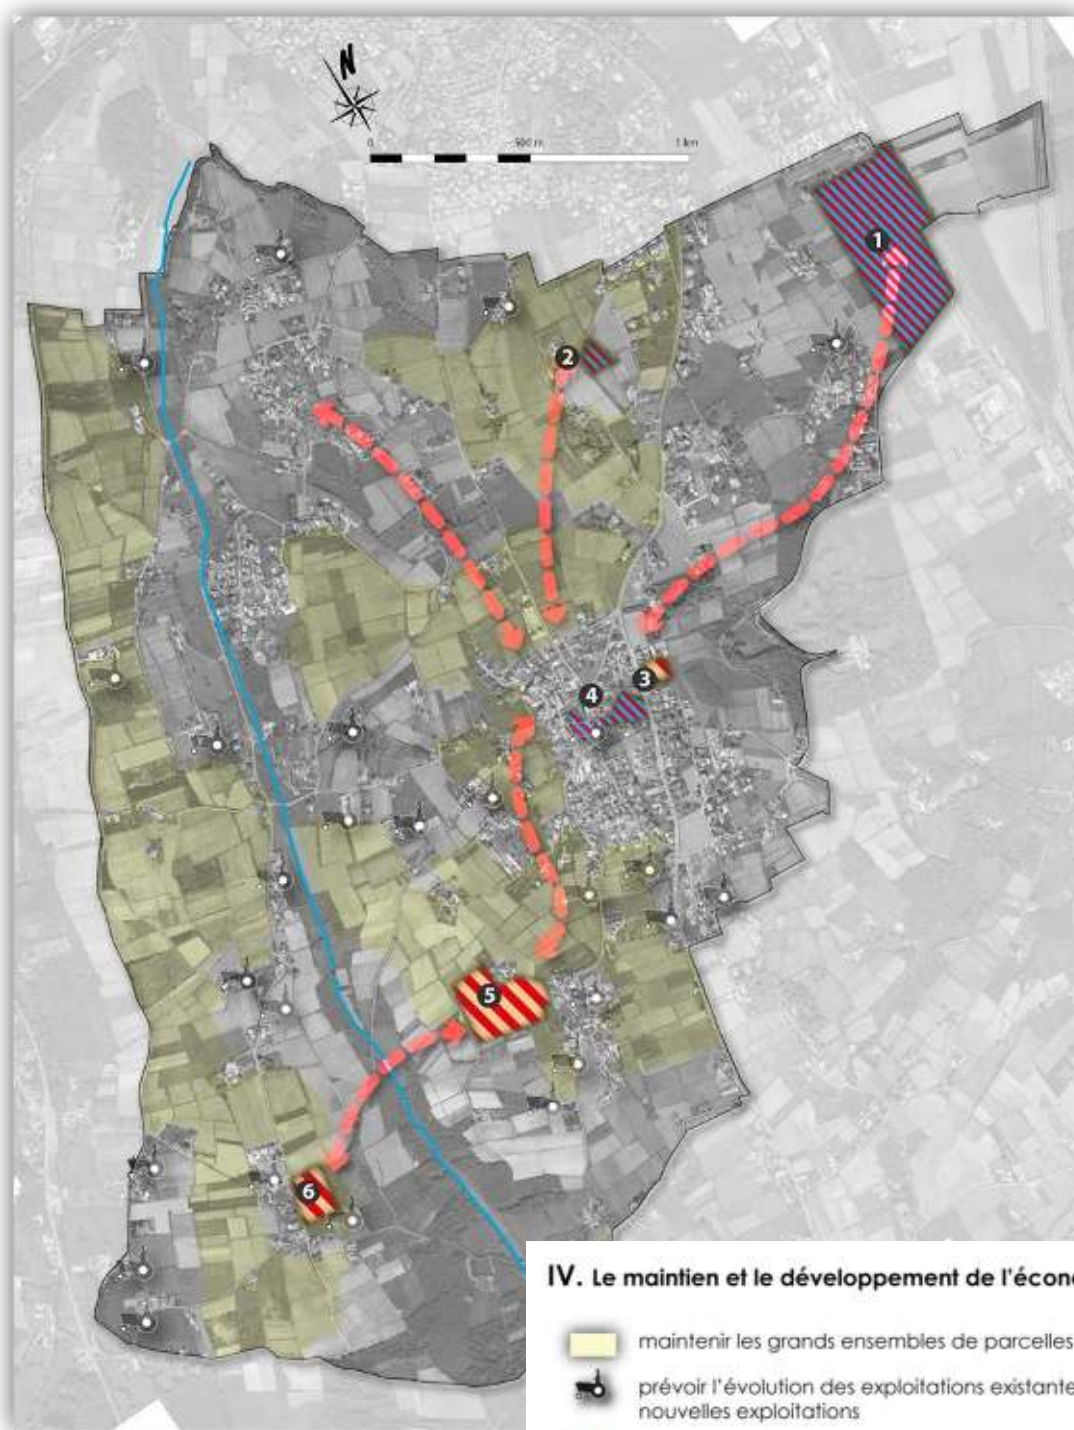 N
0 500 m 1 km
1
2
3
4
5
6
IV. Le maintien et le développement de l'écono
maintenir les grands ensembles de parcelles
prévoir l'évolution des exploitations existante
nouvelles exploitations